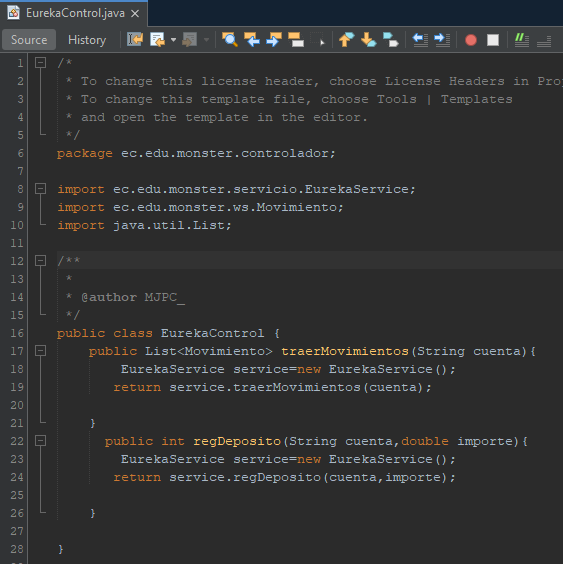 EurekaControl.java
Source History
1 /*
2 * To change this license header, choose License Headers in Pro
3 * To change this template file, choose Tools | Templates
4 * and open the template in the editor.
5 */
6 package ec.edu.monster.controlador;
7
8 import ec.edu.monster.servicio.EurekaService;
9 import ec.edu.monster.ws.Movimiento;
10 import java.util.List;
11
12 /**
13 *
14 * @author MJPC_
15 */
16 public class EurekaControl {
17 public List<Movimiento> traerMovimientos(String cuenta){
18 EurekaService service=new EurekaService();
19 return service.traerMovimientos(cuenta);
20
21 }
22 public int regDeposito(String cuenta,double importe){
23 EurekaService service=new EurekaService();
24 return service.regDeposito(cuenta,importe);
25
26 }
27
28 }